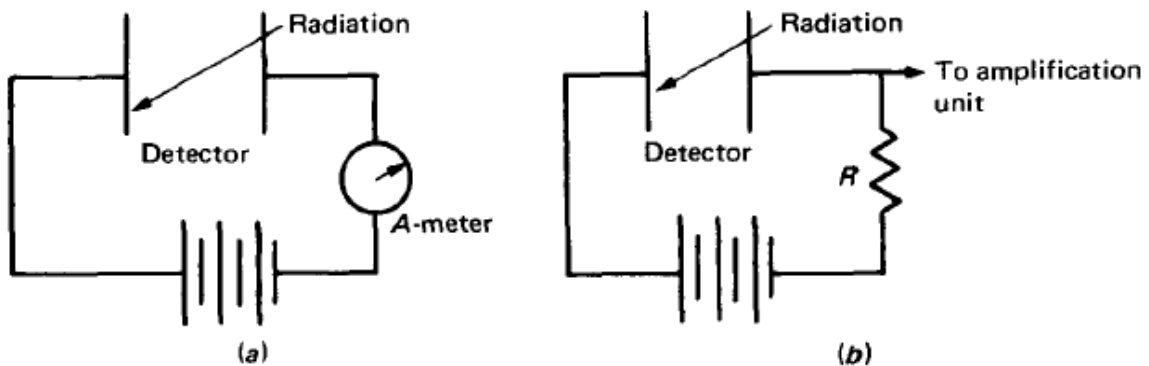 Radiation
Detector
A-meter
(a)
Radiation
To amplification
unit
Detector
R
(b)